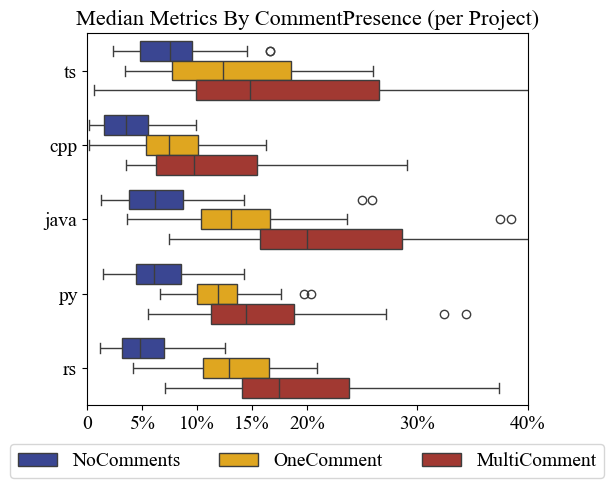 Median Metrics By CommentPresence (per Project)
ts
cpp
java
py
rs
0 5% 10% 15% 20% 30% 40%
NoComments OneComment MultiComment